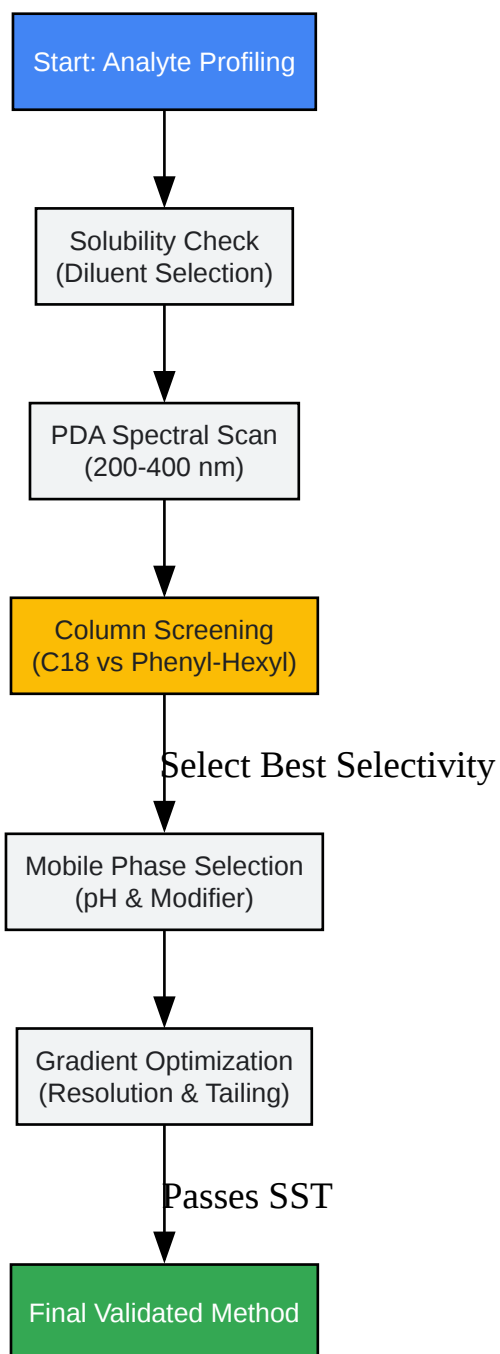 Start: Analyte Profiling
Solubility Check
(Diluent Selection)
PDA Spectral Scan
(200-400 nm)
Column Screening
(C18 vs Phenyl-Hexyl)
Select Best Selectivity
Mobile Phase Selection
(pH & Modifier)
Gradient Optimization
(Resolution & Tailing)
Passes SST
Final Validated Method